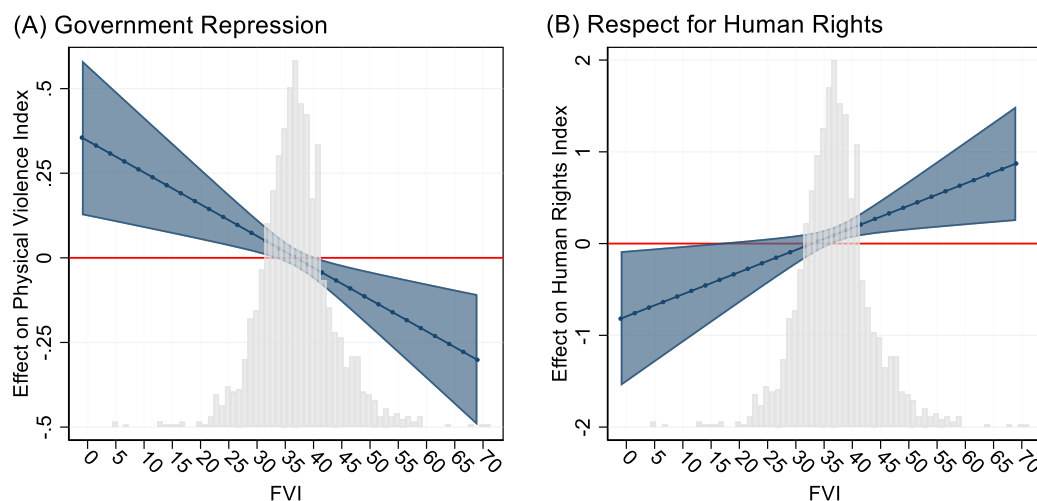 (A) Government Repression
Effect on Physical Violence Index
.5
.25
0
-.25
-.5
0 5 10 15 20 25 30 35 40 45 50 55 60 65 70
FVI
(B) Respect for Human Rights
Effect on Human Rights Index
2
1
0
-1
-2
0 5 10 15 20 25 30 35 40 45 50 55 60 65 70
FVI